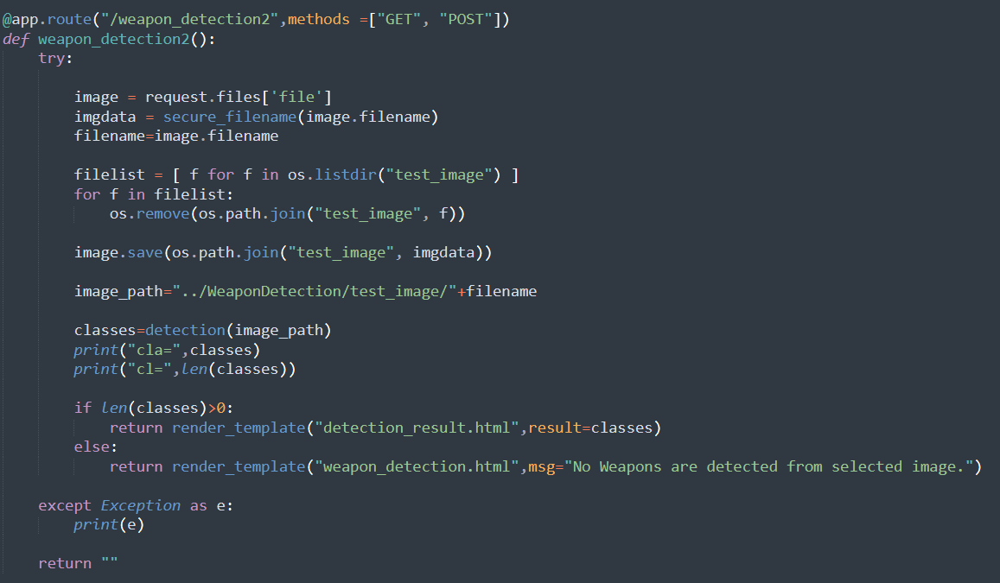 @app.route("/weapon_detection2",methods =["GET", "POST"])
def weapon_detection2():
    try:

        image = request.files['file']
        imgdata = secure_filename(image.filename)
        filename=image.filename

        filelist = [ f for f in os.listdir("test_image") ]
        for f in filelist:
            os.remove(os.path.join("test_image", f))

        image.save(os.path.join("test_image", imgdata))

        image_path="../WeaponDetection/test_image/"+filename

        classes=detection(image_path)
        print("cla=",classes)
        print("cl=",len(classes))

        if len(classes)>0:
            return render_template("detection_result.html",result=classes)
        else:
            return render_template("weapon_detection.html",msg="No Weapons are detected from selected image.")

    except Exception as e:
        print(e)

    return ""